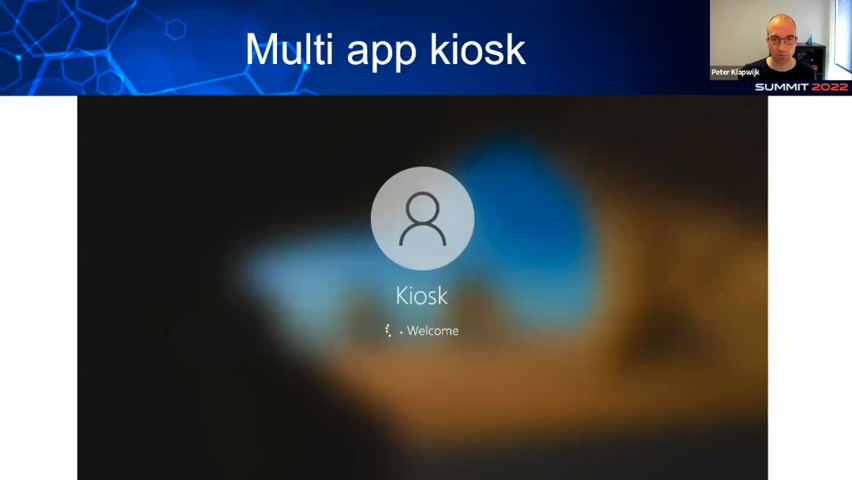 Multi app kiosk
Peter Klapwijk
SUMMIT 2022
Kiosk
Welcome